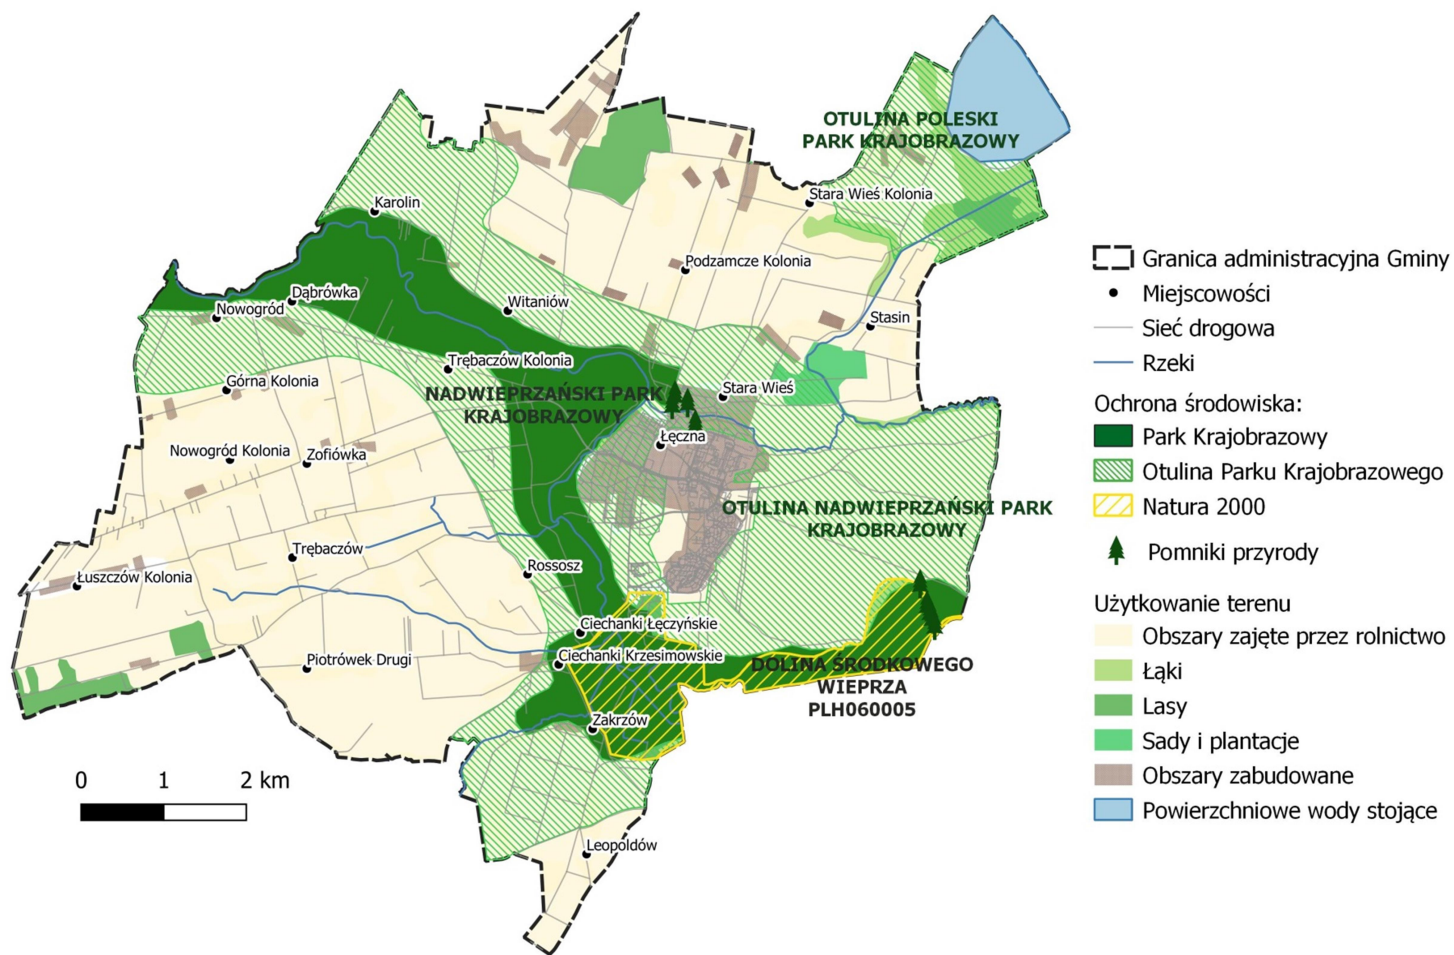 OTULINA POLESKI
PARK KRAJOBRAZOWY
Stara Wieś Kolonia
Karolin
Podzamcze Kolonia
Dąbrówka
Nowogród
Witaniów
Stasin
Trębaczów Kolonia
Górna Kolonia
Stara Wieś
NADWIEPRZAŃSKI PARK
KRAJOBRAZOWY
Łęczna
Nowogród Kolonia
Zofiówka
OTULINA NADWIEPRZAŃSKI PARK
KRAJOBRAZOWY
Trębaczów
Rossosz
Łuszczów Kolonia
Ciechanki Łęczyńskie
Ciechanki Krzesimowskie
Piotrówek Drugi
DOLINA ŚRODKOWEGO
WIEPRZA
PLH060005
Zakrzów
Leopoldów
0 1 2 km
Granica administracyjna Gminy
Miejscowości
Sieć drogowa
Rzeki
Ochrona środowiska:
Park Krajobrazowy
Otulina Parku Krajobrazowego
Natura 2000
Pomniki przyrody
Użytkowanie terenu
Obszary zajęte przez rolnictwo
Łąki
Lasy
Sady i plantacje
Obszary zabudowane
Powierzchniowe wody stojące